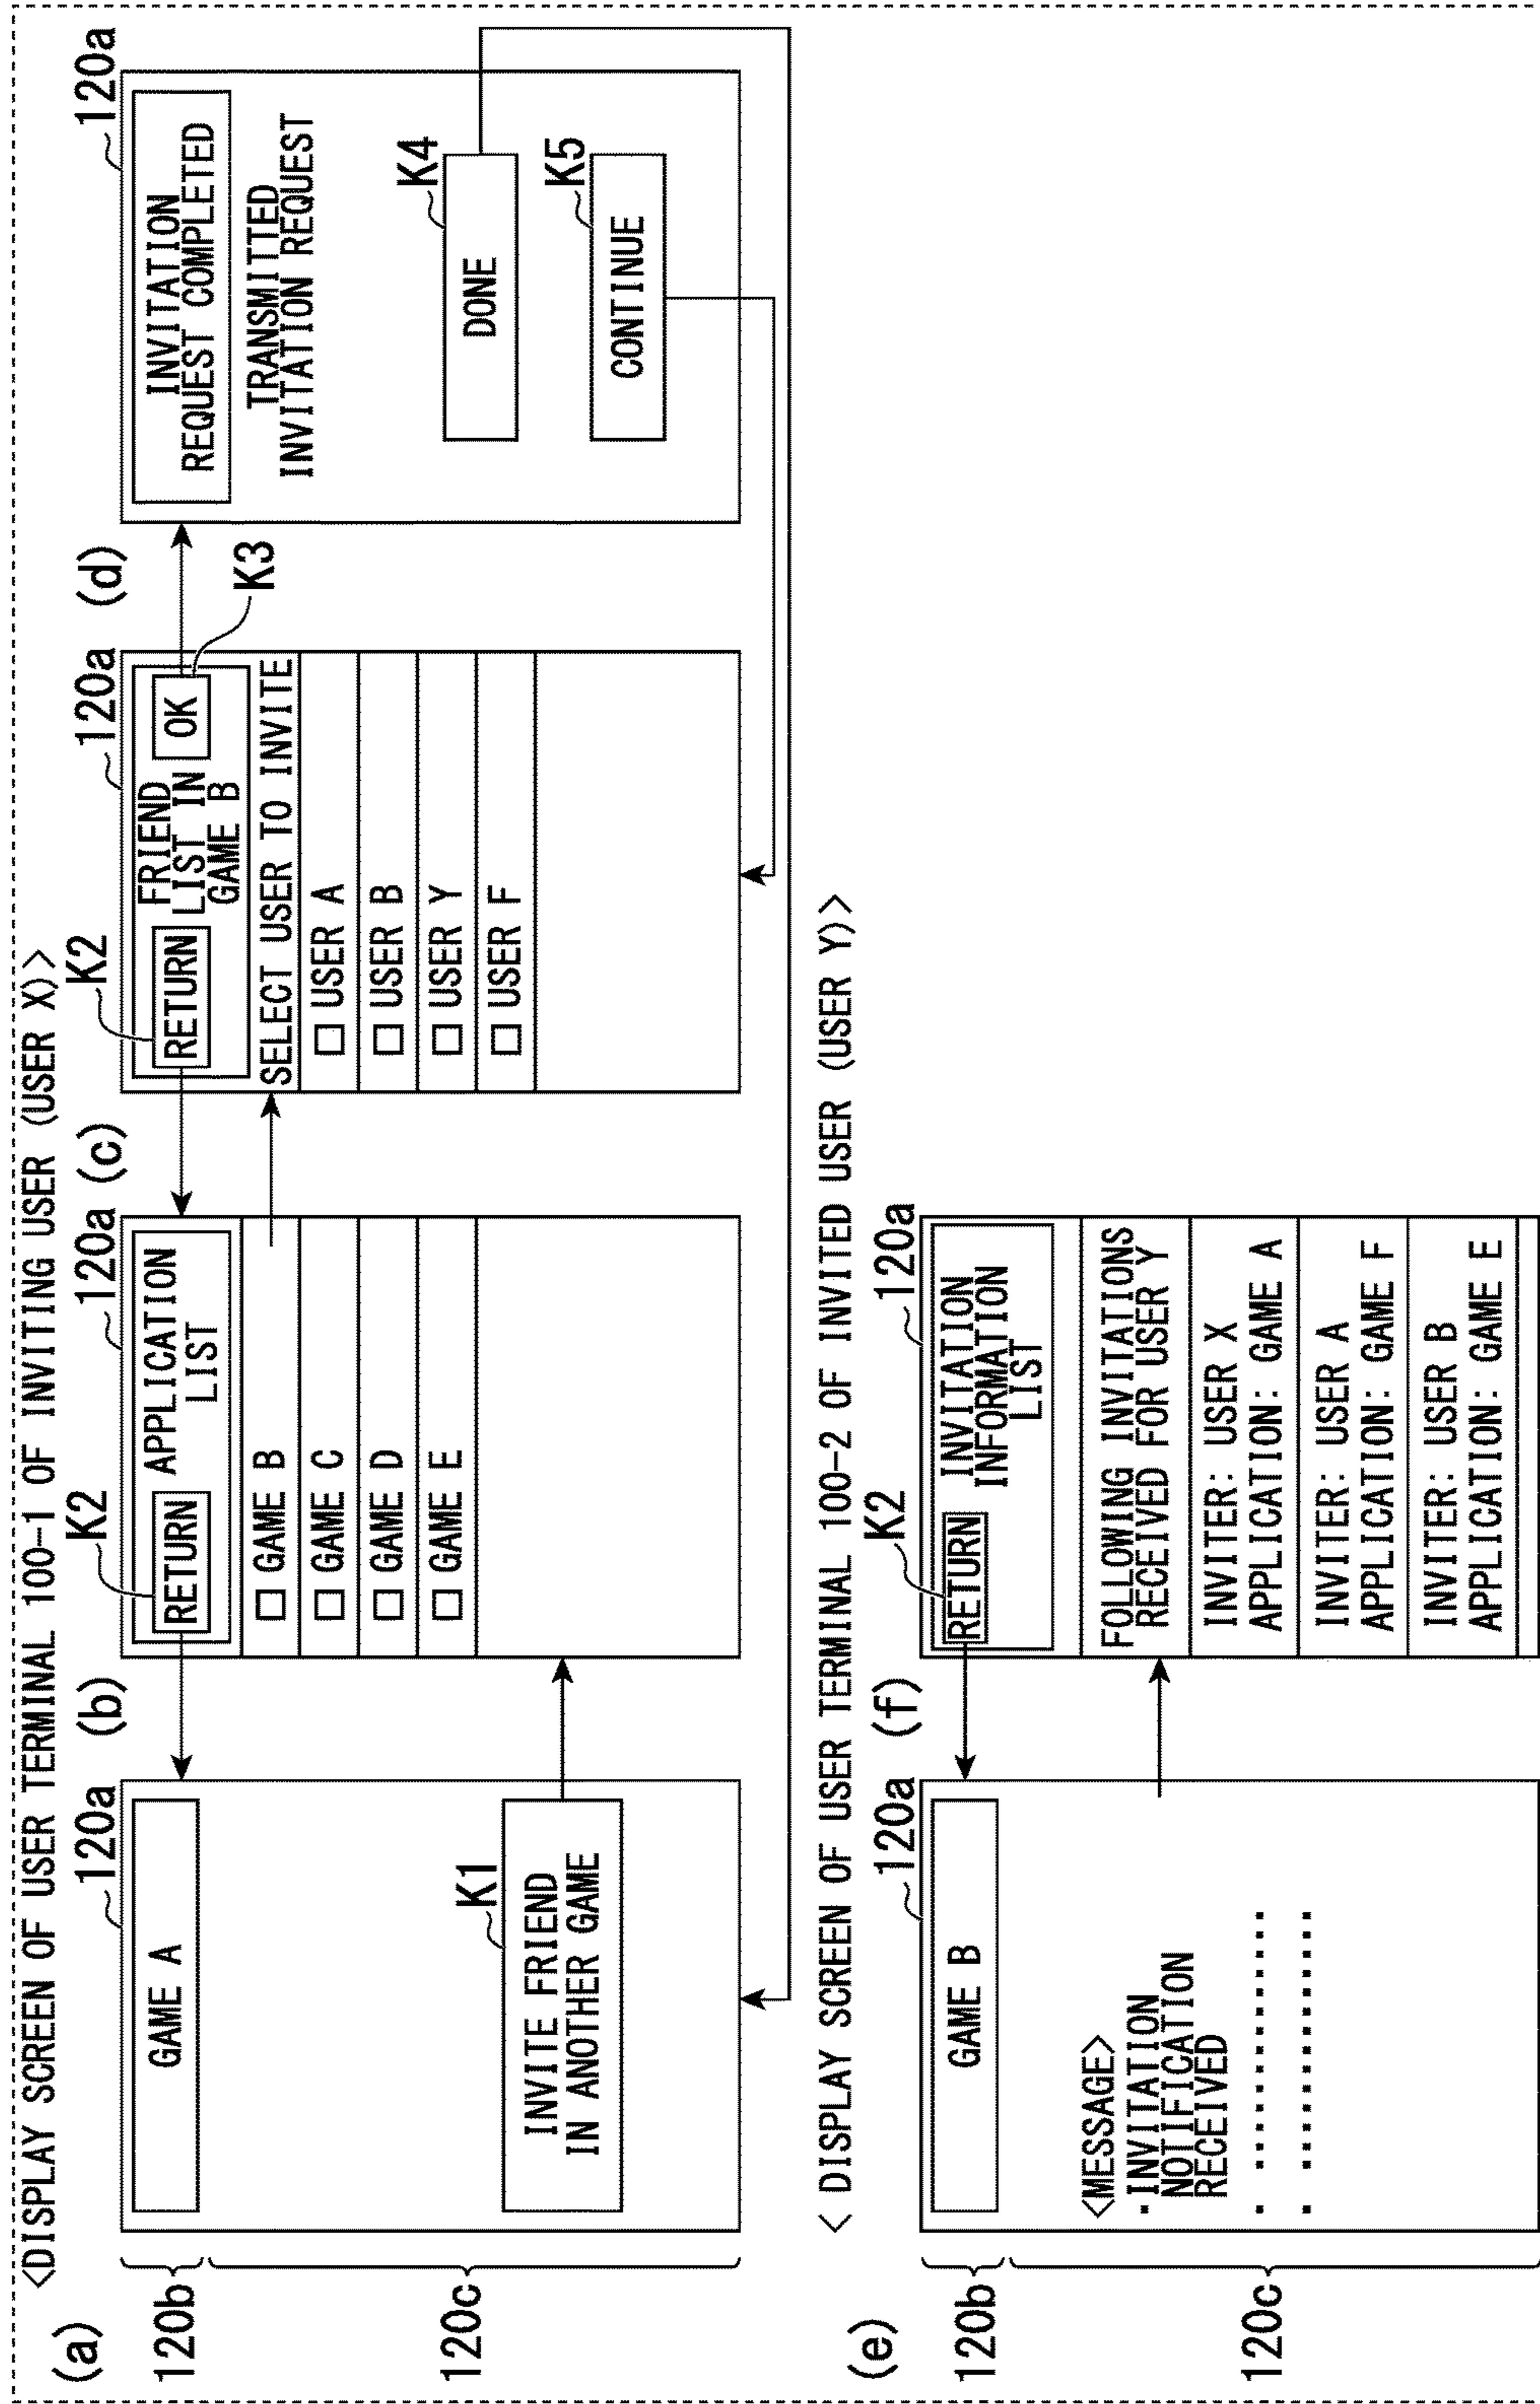 <DISPLAY SCREEN OF USER TERMINAL 100-1 OF INVITING USER (USER X)>
(a)
120a
120b
120c
GAME A
K1
INVITE FRIEND
IN ANOTHER GAME
(b)
120a
K2
RETURN
APPLICATION
LIST
□ GAME B
□ GAME C
□ GAME D
□ GAME E
(c)
120a
K2
RETURN
FRIEND
LIST IN
GAME B
OK
K3
SELECT USER TO INVITE
□ USER A
□ USER B
□ USER Y
□ USER F
(d)
120a
INVITATION
REQUEST COMPLETED
TRANSMITTED
INVITATION REQUEST
K4
DONE
K5
CONTINUE
< DISPLAY SCREEN OF USER TERMINAL 100-2 OF INVITED USER (USER Y)>
(e)
120a
120b
120c
GAME B
<MESSAGE>
・INVITATION
NOTIFICATION
RECEIVED
(f)
120a
K2
RETURN
INVITATION
INFORMATION
LIST
FOLLOWING INVITATIONS
RECEIVED FOR USER Y
INVITER: USER X
APPLICATION: GAME A
INVITER: USER A
APPLICATION: GAME F
INVITER: USER B
APPLICATION: GAME E